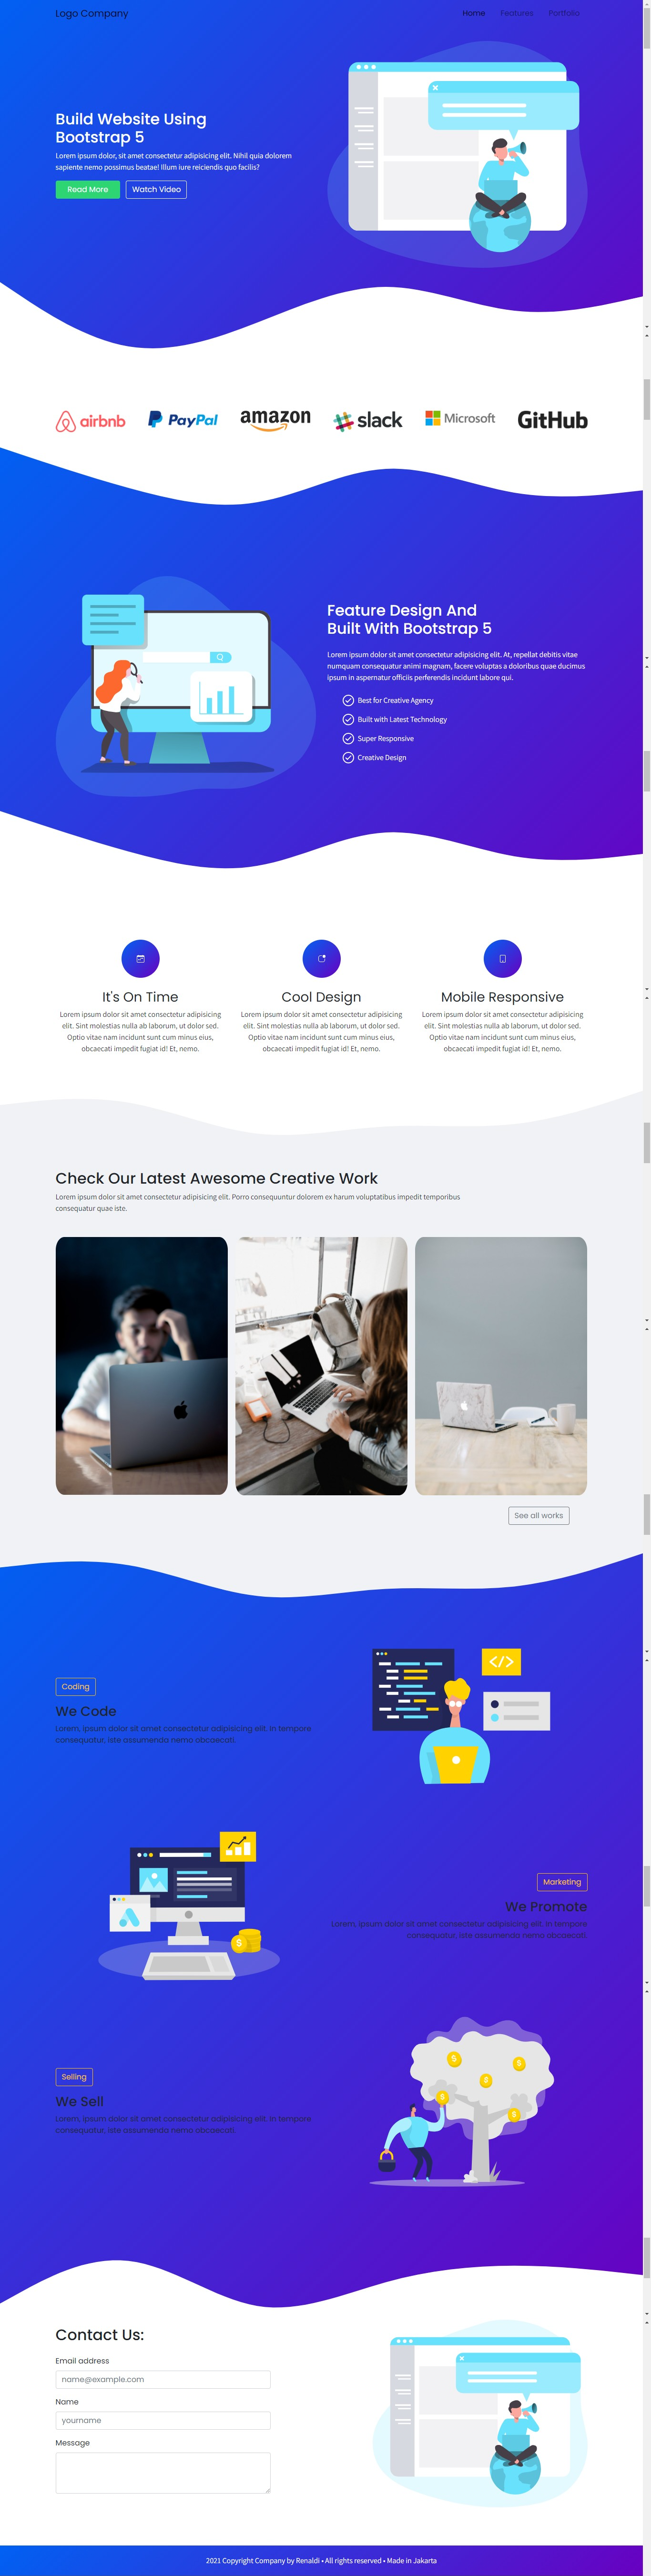 Logo Company
Home Features Portfolio
Build Website Using
Bootstrap 5
Lorem ipsum dolor, sit amet consectetur adipisicing elit. Nihil quia dolorem
sapiente nemo possimus beatae! Illum iure reiciendis quo facilis?
Read More Watch Video
airbnb PayPal amazon slack Microsoft GitHub
Feature Design And
Built With Bootstrap 5
Lorem ipsum dolor sit amet consectetur adipisicing elit. At, repellat debitis vitae
numquam consequatur animi magnam, facere voluptas a doloribus quae ducimus
ipsum in aspernatur officiis perferendis incidunt labore qui.
Best for Creative Agency
Built with Latest Technology
Super Responsive
Creative Design
It's On Time
Lorem ipsum dolor sit amet consectetur adipisicing
elit. Sint molestias nulla ab laborum, ut dolor sed.
Optio vitae nam incidunt sunt cum minus eius,
obcaecati impedit fugiat id! Et, nemo.
Cool Design
Lorem ipsum dolor sit amet consectetur adipisicing
elit. Sint molestias nulla ab laborum, ut dolor sed.
Optio vitae nam incidunt sunt cum minus eius,
obcaecati impedit fugiat id! Et, nemo.
Mobile Responsive
Lorem ipsum dolor sit amet consectetur adipisicing
elit. Sint molestias nulla ab laborum, ut dolor sed.
Optio vitae nam incidunt sunt cum minus eius,
obcaecati impedit fugiat id! Et, nemo.
Check Our Latest Awesome Creative Work
Lorem ipsum dolor sit amet consectetur adipisicing elit. Porro consequuntur dolorem ex harum voluptatibus impedit temporibus
consequatur quae iste.
See all works
Coding
We Code
Lorem, ipsum dolor sit amet consectetur adipisicing elit. In tempore
consequatur, iste assumenda nemo obcaecati.
</>
Marketing
We Promote
Lorem, ipsum dolor sit amet consectetur adipisicing elit. In tempore
consequatur, iste assumenda nemo obcaecati.
$
Selling
We Sell
Lorem, ipsum dolor sit amet consectetur adipisicing elit. In tempore
consequatur, iste assumenda nemo obcaecati.
$
$
$
$
$
Contact Us:
Email address
name@example.com
Name
yourname
Message
2021 Copyright Company by Renaldi • All rights reserved • Made in Jakarta